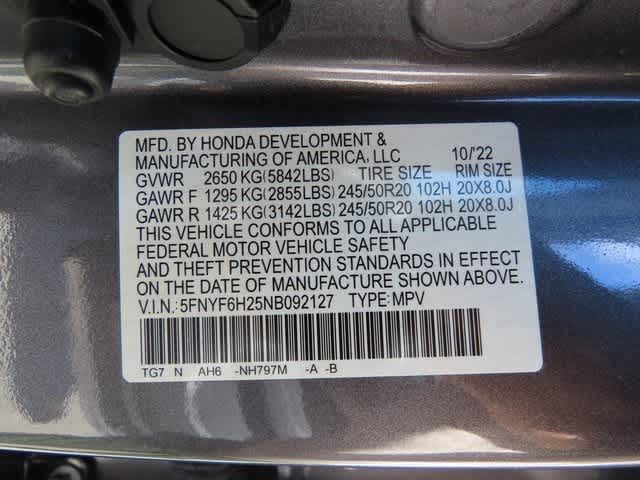 MFD. BY HONDA DEVELOPMENT &
MANUFACTURING OF AMERICA, LLC 10/'22
GVWR 2650 KG(5842LBS) TIRE SIZE RIM SIZE
GAWR F 1295 KG(2855LBS) 245/50R20 102H 20X8.0J
GAWR R 1425 KG(3142LBS) 245/50R20 102H 20X8.0J
THIS VEHICLE CONFORMS TO ALL APPLICABLE
FEDERAL MOTOR VEHICLE SAFETY
AND THEFT PREVENTION STANDARDS IN EFFECT
ON THE DATE OF MANUFACTURE SHOWN ABOVE.
V.I.N.: 5FNYF6H25NB092127 TYPE: MPV
TG7 N AH6 -NH797M -A -B